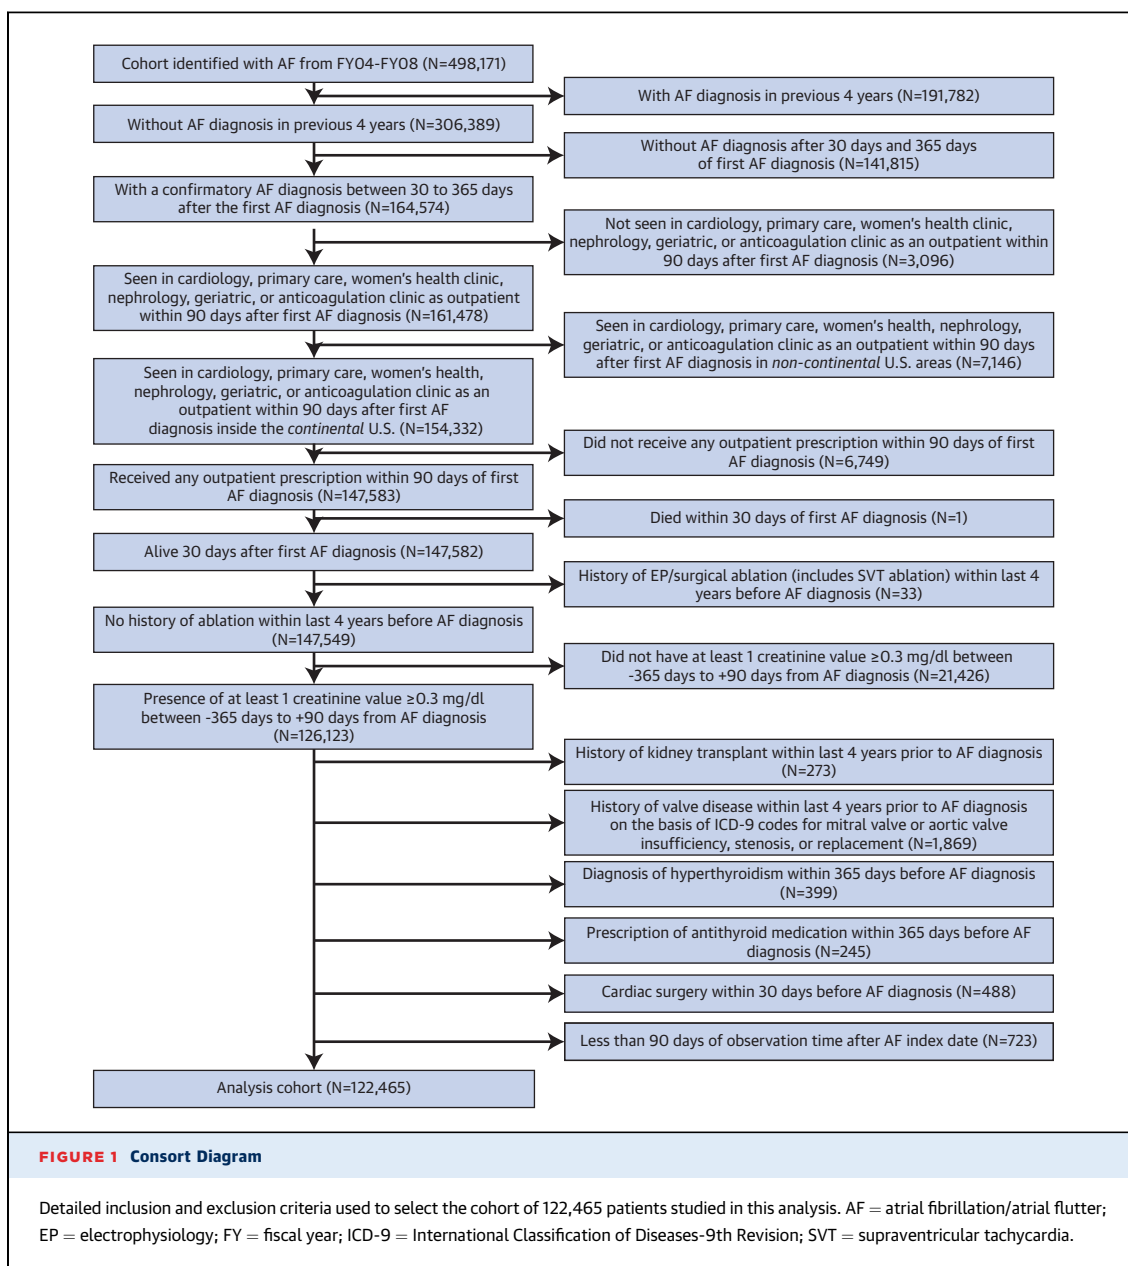 Cohort identified with AF from FY04-FY08 (N=498,171)
With AF diagnosis in previous 4 years (N=191,782)
Without AF diagnosis in previous 4 years (N=306,389)
Without AF diagnosis after 30 days and 365 days
of first AF diagnosis (N=141,815)
With a confirmatory AF diagnosis between 30 to 365 days
after the first AF diagnosis (N=164,574)
Not seen in cardiology, primary care, women's health clinic,
nephrology, geriatric, or anticoagulation clinic as an outpatient within
90 days after first AF diagnosis (N=3,096)
Seen in cardiology, primary care, women's health clinic,
nephrology, geriatric, or anticoagulation clinic as outpatient
within 90 days after first AF diagnosis (N=161,478)
Seen in cardiology, primary care, women's health, nephrology,
geriatric, or anticoagulation clinic as an outpatient within 90 days
after first AF diagnosis in non-continental U.S. areas (N=7,146)
Seen in cardiology, primary care, women's health,
nephrology, geriatric, or anticoagulation clinic as an
outpatient within 90 days after first AF
diagnosis inside the continental U.S. (N=154,332)
Did not receive any outpatient prescription within 90 days of first
AF diagnosis (N=6,749)
Received any outpatient prescription within 90 days of first
AF diagnosis (N=147,583)
Died within 30 days of first AF diagnosis (N=1)
Alive 30 days after first AF diagnosis (N=147,582)
History of EP/surgical ablation (includes SVT ablation) within last 4
years before AF diagnosis (N=33)
No history of ablation within last 4 years before AF diagnosis
(N=147,549)
Did not have at least 1 creatinine value ≥0.3 mg/dl between
-365 days to +90 days from AF diagnosis (N=21,426)
Presence of at least 1 creatinine value ≥0.3 mg/dl
between -365 days to +90 days from AF diagnosis
(N=126,123)
History of kidney transplant within last 4 years prior to AF diagnosis
(N=273)
History of valve disease within last 4 years prior to AF diagnosis
on the basis of ICD-9 codes for mitral valve or aortic valve
insufficiency, stenosis, or replacement (N=1,869)
Diagnosis of hyperthyroidism within 365 days before AF diagnosis
(N=399)
Prescription of antithyroid medication within 365 days before AF
diagnosis (N=245)
Cardiac surgery within 30 days before AF diagnosis (N=488)
Less than 90 days of observation time after AF index date (N=723)
Analysis cohort (N=122,465)
FIGURE 1 Consort Diagram
Detailed inclusion and exclusion criteria used to select the cohort of 122,465 patients studied in this analysis. AF = atrial fibrillation/atrial flutter;
EP = electrophysiology; FY = fiscal year; ICD-9 = International Classification of Diseases-9th Revision; SVT = supraventricular tachycardia.